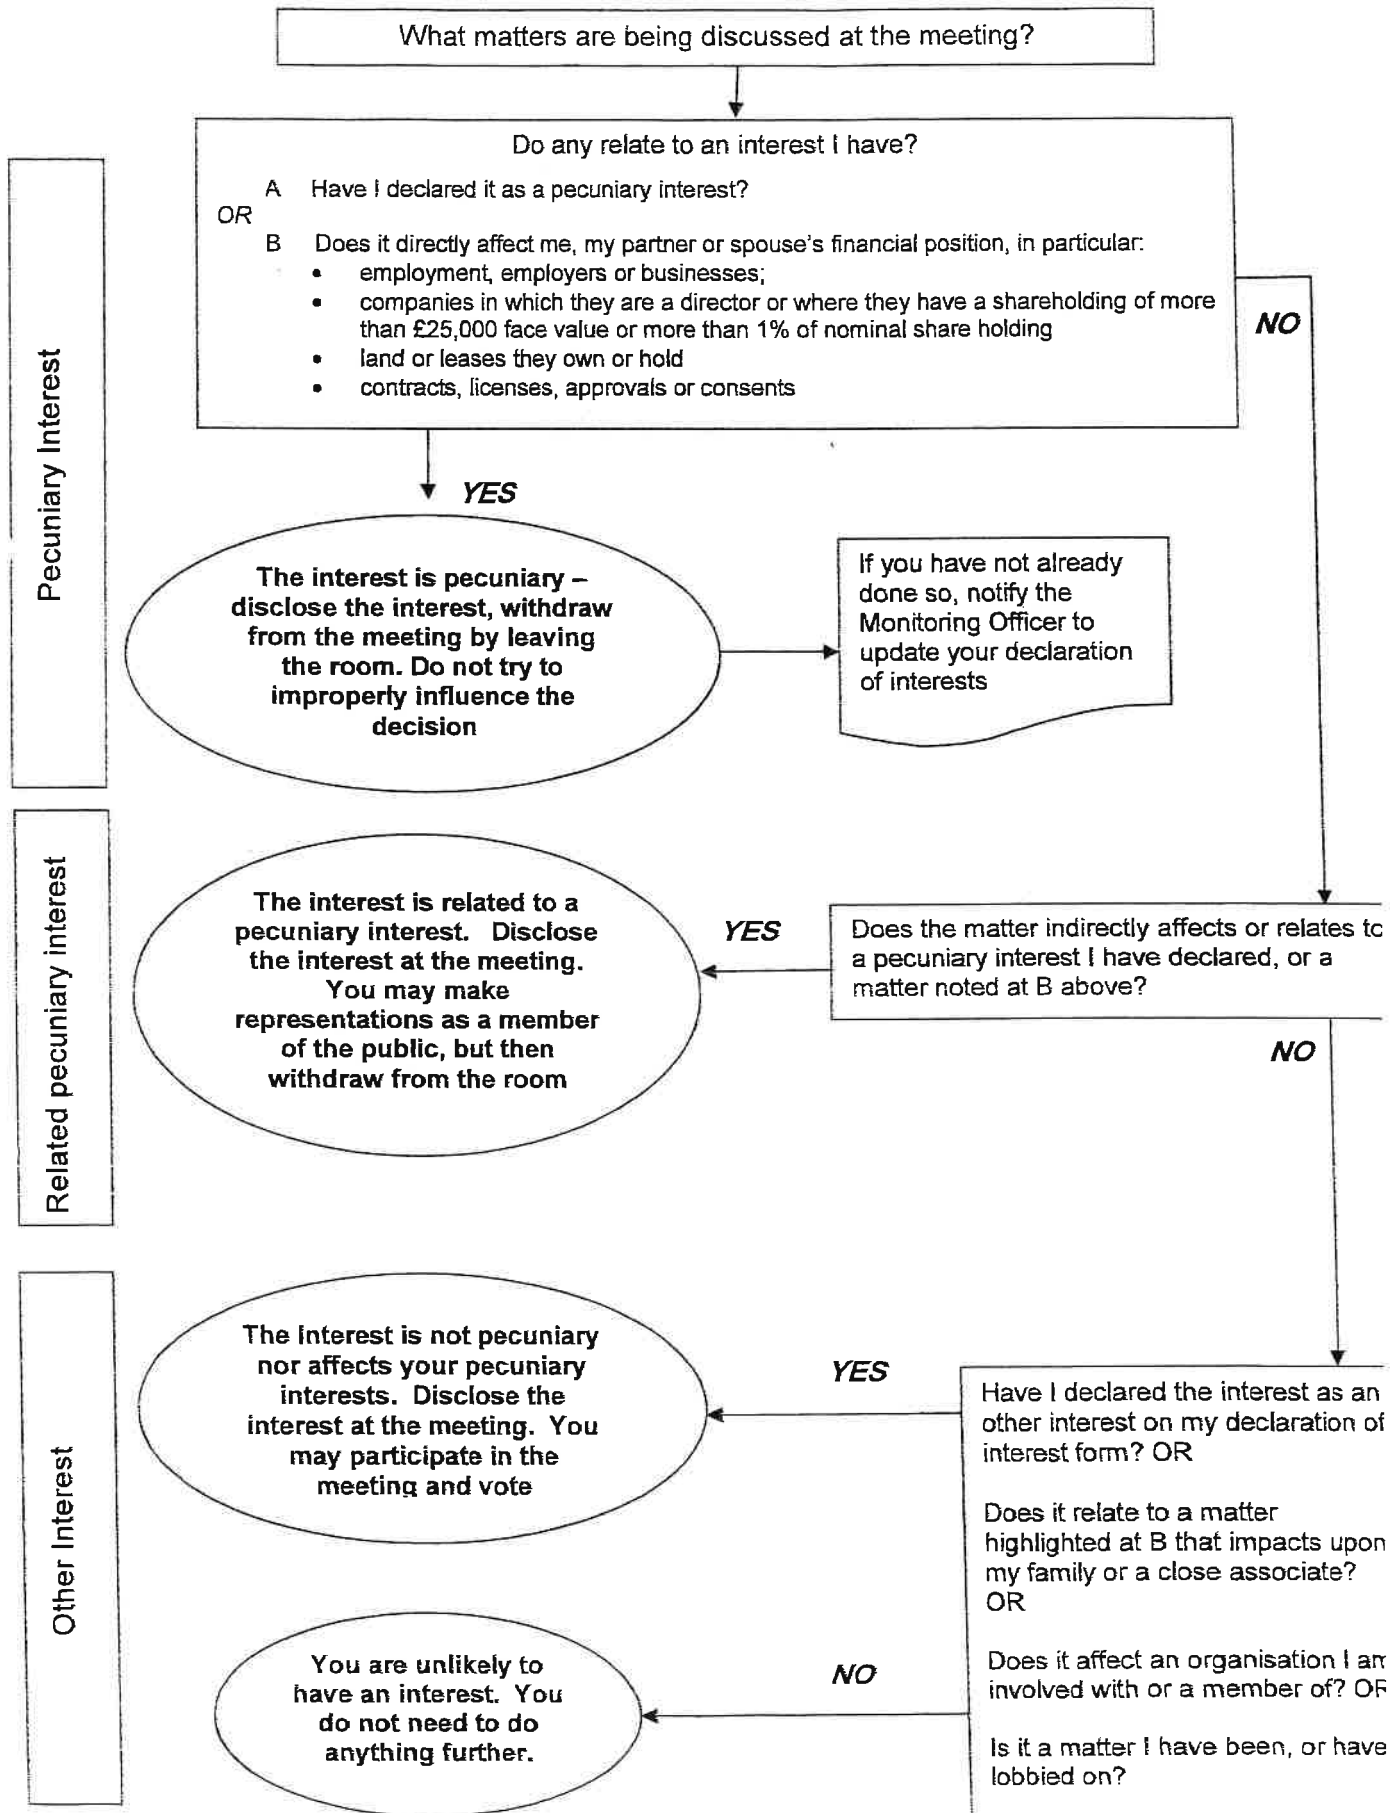 What matters are being discussed at the meeting?
Do any relate to an interest I have?
A Have I declared it as a pecuniary interest?
OR
B Does it directly affect me, my partner or spouse's financial position, in particular:
• employment, employers or businesses;
• companies in which they are a director or where they have a shareholding of more
than £25,000 face value or more than 1% of nominal share holding
• land or leases they own or hold
• contracts, licenses, approvals or consents
NO
Pecuniary Interest
YES
The interest is pecuniary –
disclose the interest, withdraw
from the meeting by leaving
the room. Do not try to
improperly influence the
decision
If you have not already
done so, notify the
Monitoring Officer to
update your declaration
of interests
Related pecuniary interest
The interest is related to a
pecuniary interest. Disclose
the interest at the meeting.
You may make
representations as a member
of the public, but then
withdraw from the room
YES
Does the matter indirectly affects or relates to
a pecuniary interest I have declared, or a
matter noted at B above?
NO
Other Interest
The Interest is not pecuniary
nor affects your pecuniary
interests. Disclose the
interest at the meeting. You
may participate in the
meeting and vote
YES
Have I declared the interest as an
other interest on my declaration of
interest form? OR
Does it relate to a matter
highlighted at B that impacts upon
my family or a close associate?
OR
Does it affect an organisation I am
involved with or a member of? OR
Is it a matter I have been, or have
lobbied on?
NO
You are unlikely to
have an interest. You
do not need to do
anything further.